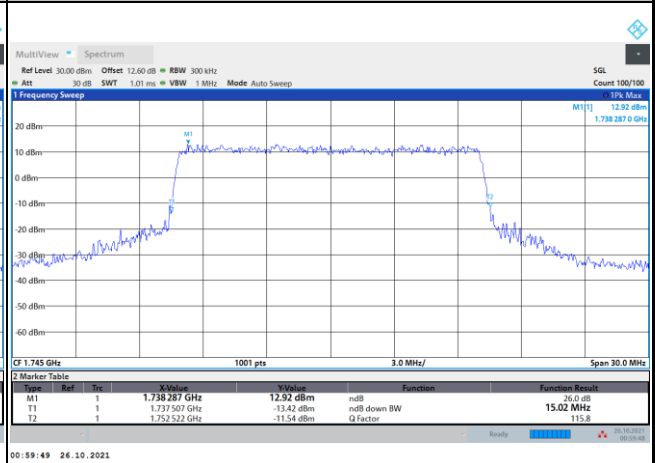 MultiView Spectrum
Ref Level 30.00 dBm Offset 12.60 dB RBW 300 kHz SGL
Att 30 dB SWT 1.01 ms VBW 1 MHz Mode Auto Sweep Count 100/100
1 Frequency Sweep 1Pk Max
M1[1] 12.92 dBm
1.738 287 0 GHz
20 dBm
M1
10 dBm
0 dBm
-10 dBm
T2
-20 dBm
-30 dBm
-40 dBm
-50 dBm
-60 dBm
CF 1.745 GHz 1001 pts 3.0 MHz/ Span 30.0 MHz
2 Marker Table
Type Ref Trc X-Value Y-Value Function Function Result
M1 1 1.738 287 GHz 12.92 dBm ndB 26.0 dB
T1 1 1.737 507 GHz -13.42 dBm ndB down BW 15.02 MHz
T2 1 1.752 522 GHz -11.54 dBm Q Factor 115.8
Ready 26.10.2021
00:59:48
00:59:49 26.10.2021